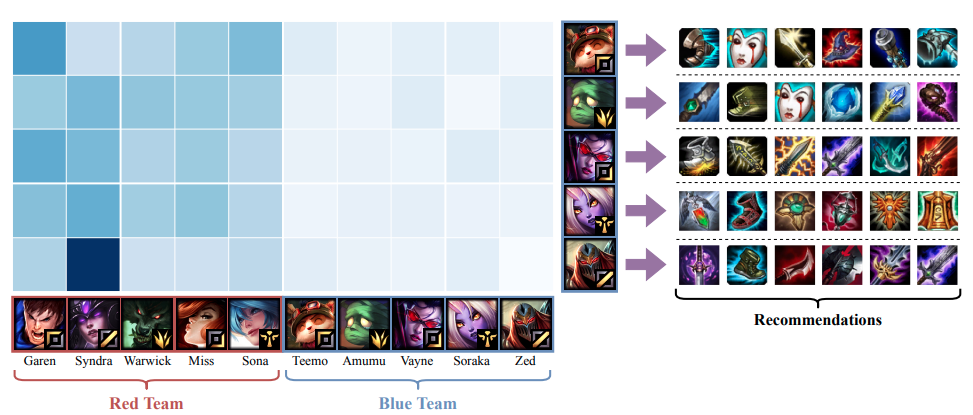 Recommendations
Garen Syndra Warwick Miss Sona Teemo Amumu Vayne Soraka Zed
Red Team Blue Team